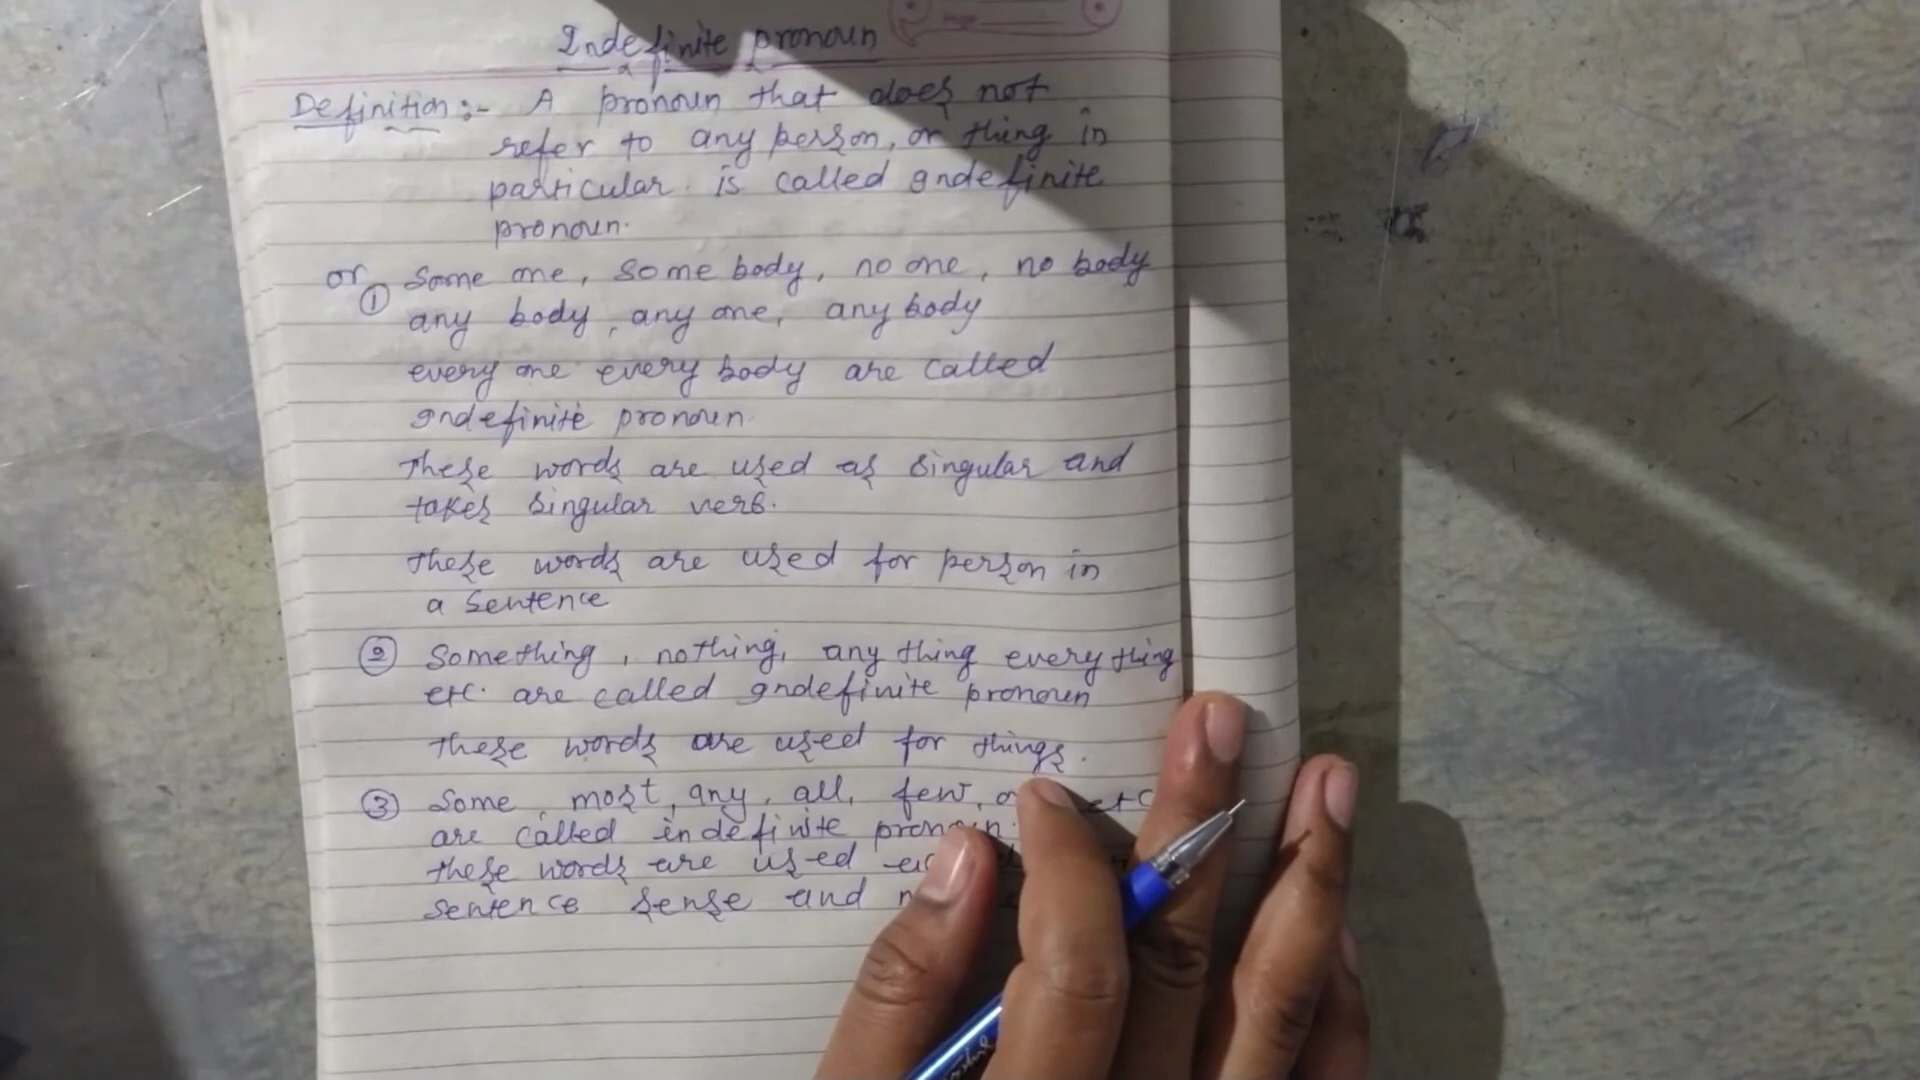 Indefinite pronoun
Definition :- A pronoun that does not
refer to any person, or thing in
particular. is called indefinite
pronoun.
or ① Some one, some body, no one, no body
any body, any one, any body
every one every body are called
indefinite pronoun.
These words are used as singular and
takes singular verb.
These words are used for person in
a sentence
② Something, nothing, any thing every thing
etc. are called indefinite pronoun
These words are used for things.
③ Some, most, any, all, few, etc
are called indefinite pronoun.
these words are used
sentence sense and